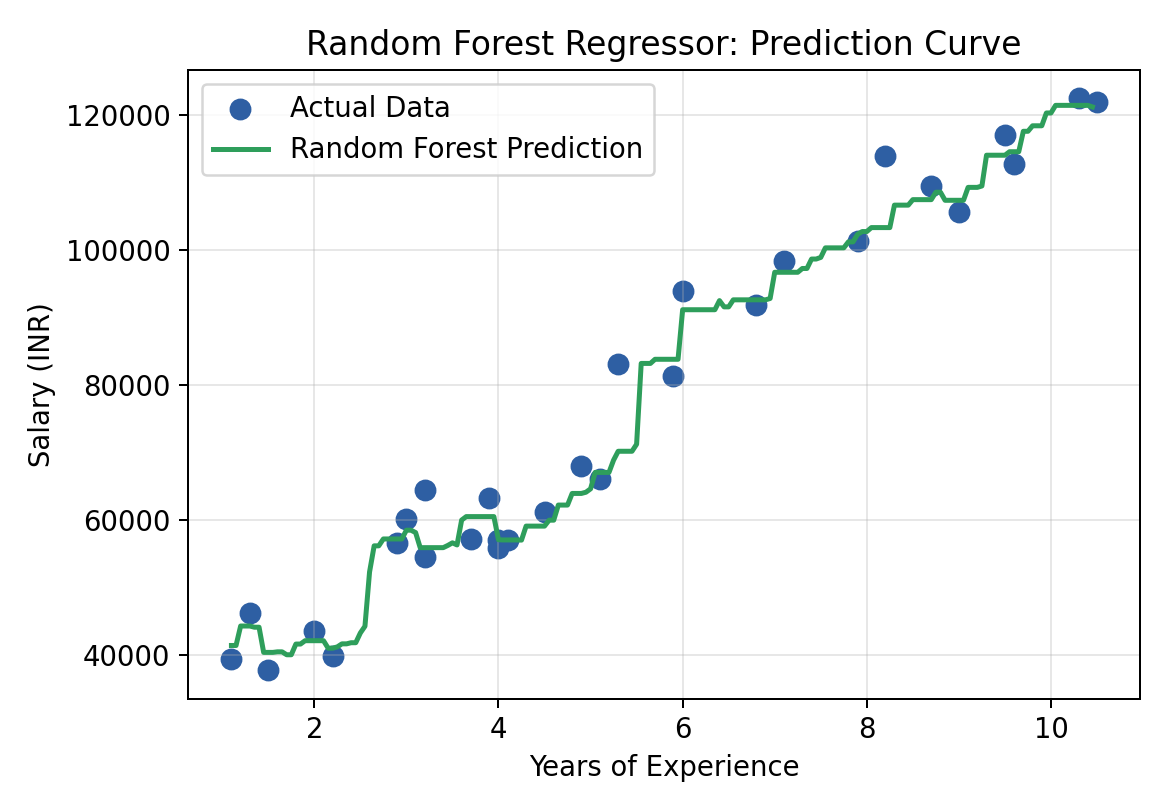 Random Forest Regressor: Prediction Curve
Actual Data
Random Forest Prediction
120000
100000
80000
60000
40000
Salary (INR)
2 4 6 8 10
Years of Experience